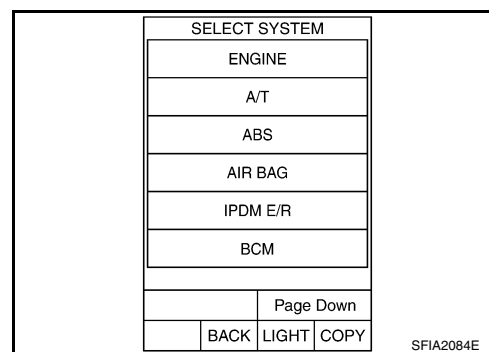 SELECT SYSTEM
ENGINE
A/T
ABS
AIR BAG
IPDM E/R
BCM
Page Down
BACK LIGHT COPY
SFIA2084E